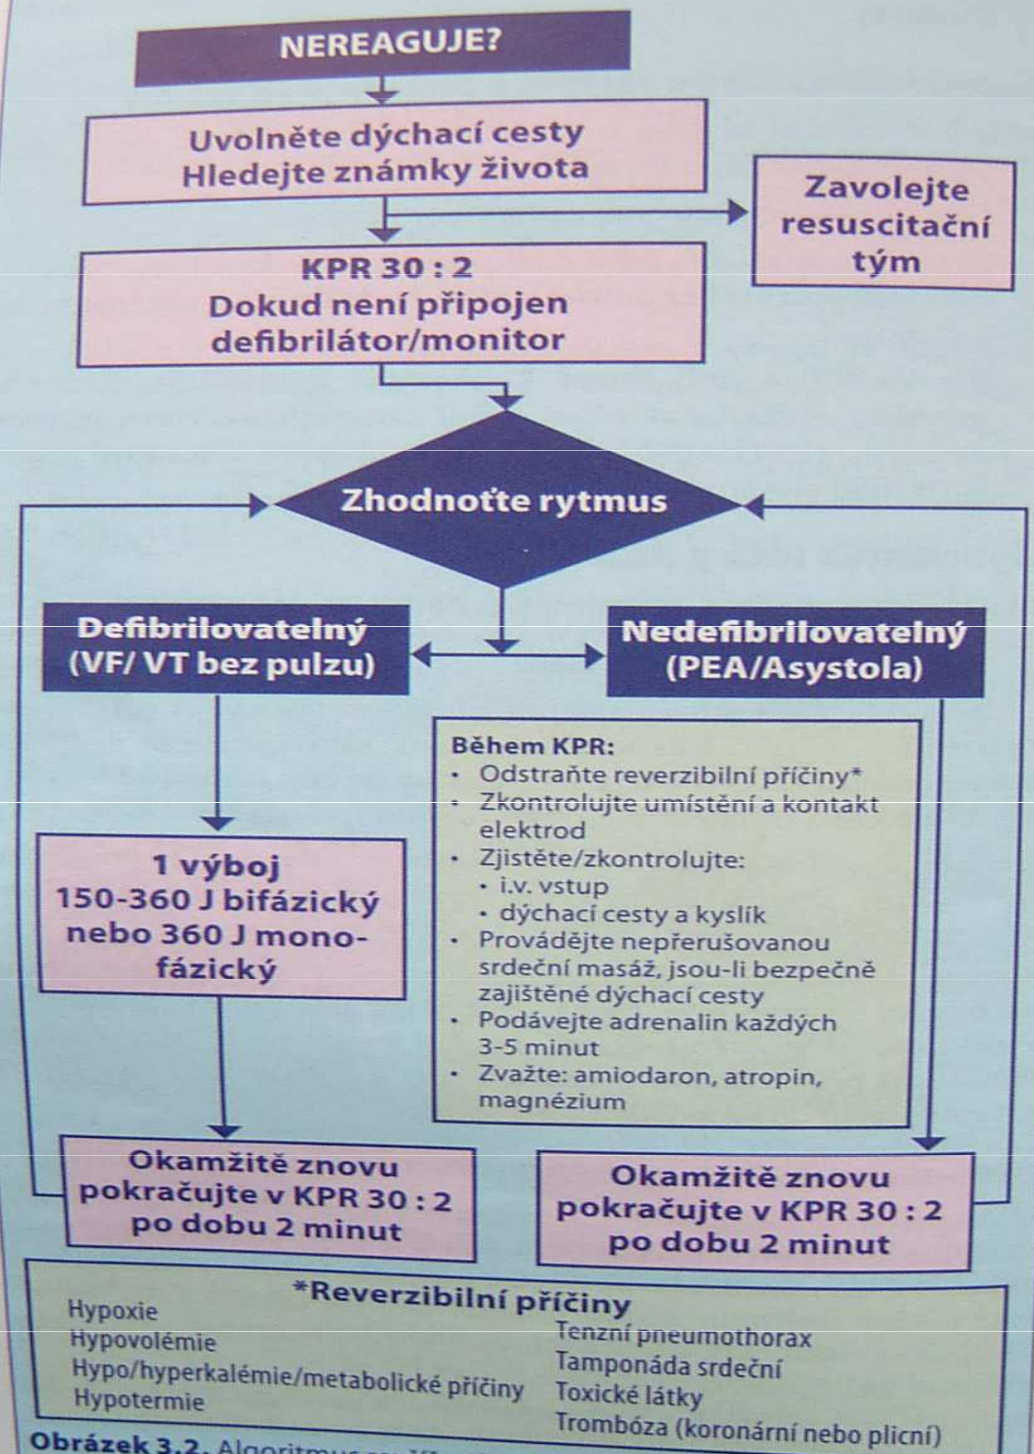 NEREAGUJE?
Uvolněte dýchací cesty
Hledejte známky života
Zavolejte
resuscitační
tým
KPR 30 : 2
Dokud není připojen
defibrilátor/monitor
Zhodnoťte rytmus
Defibrilovatelný
(VF/ VT bez pulzu)
Nedefibrilovatelný
(PEA/Asystola)
1 výboj
150-360 J bifázický
nebo 360 J mono-
fázický
Během KPR:
• Odstraňte reverzibilní příčiny*
• Zkontrolujte umístění a kontakt
elektrod
• Zjistěte/zkontrolujte:
• i.v. vstup
• dýchací cesty a kyslík
• Provádějte nepřerušovanou
srdeční masáž, jsou-li bezpečně
zajištěné dýchací cesty
• Podávejte adrenalin každých
3-5 minut
• Zvažte: amiodaron, atropin,
magnézium
Okamžitě znovu
pokračujte v KPR 30 : 2
po dobu 2 minut
Okamžitě znovu
pokračujte v KPR 30 : 2
po dobu 2 minut
*Reverzibilní příčiny
Hypoxie
Hypovolémie
Hypo/hyperkalémie/metabolické příčiny
Hypotermie
Tenzní pneumothorax
Tamponáda srdeční
Toxické látky
Trombóza (koronární nebo plicní)
Obrázek 3.2. Algoritmus